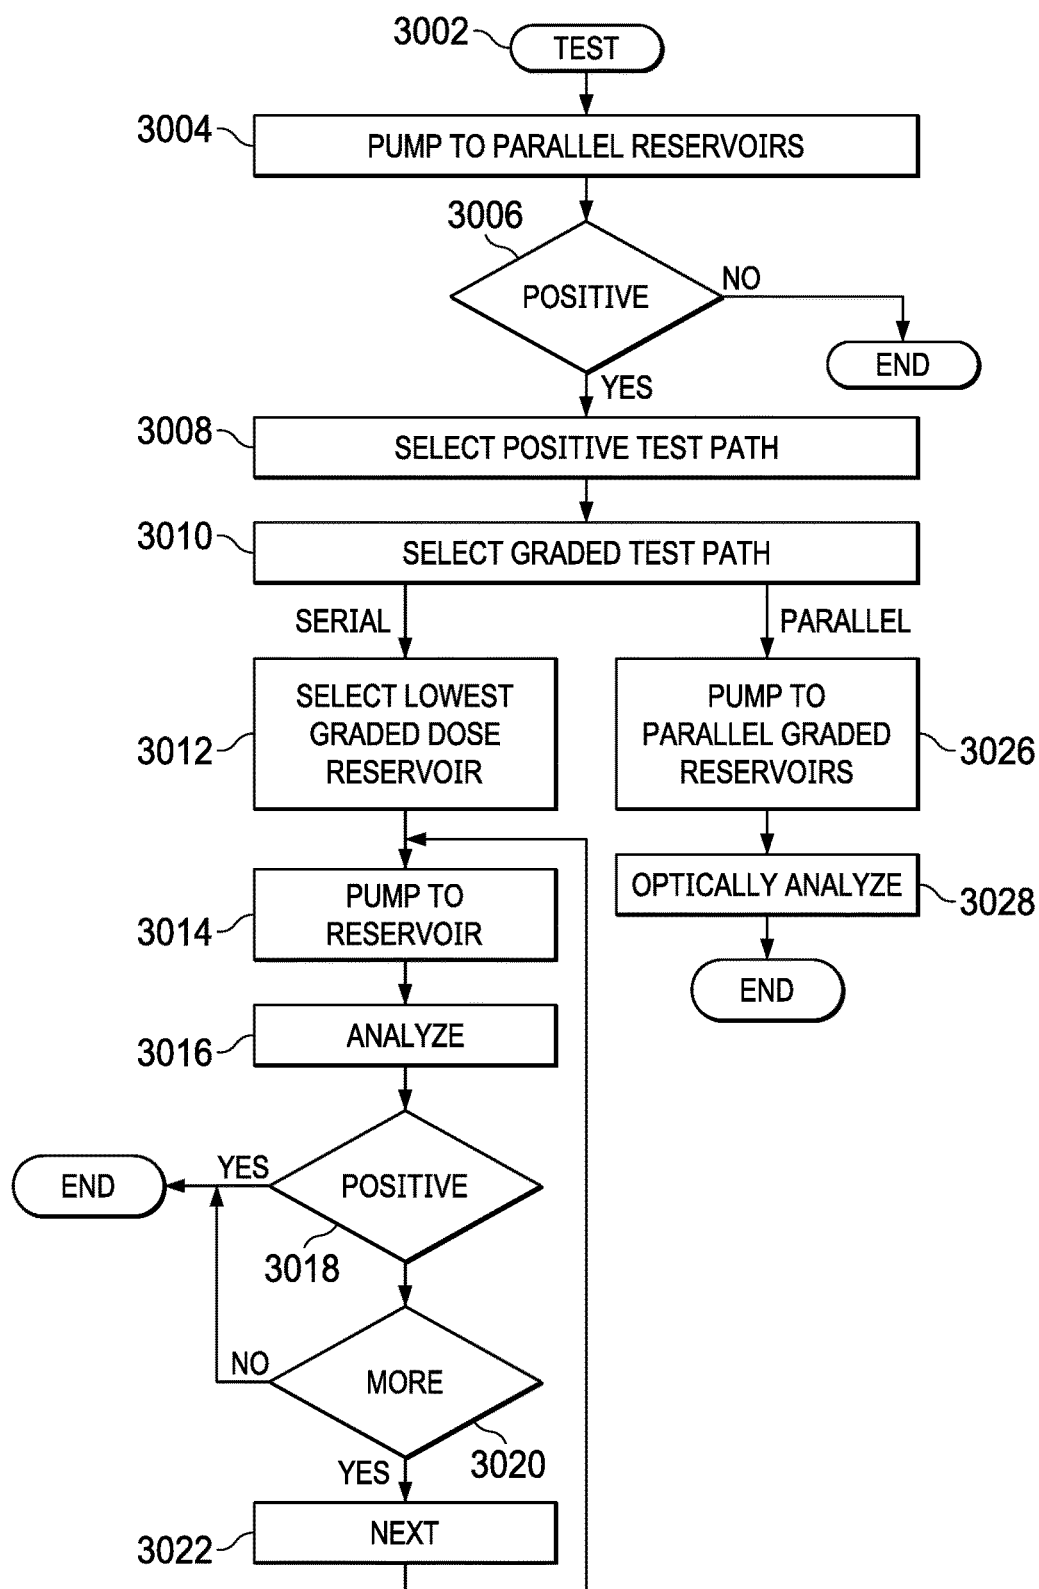 3002
TEST
3004
PUMP TO PARALLEL RESERVOIRS
3006
POSITIVE
NO
END
YES
3008
SELECT POSITIVE TEST PATH
3010
SELECT GRADED TEST PATH
SERIAL
PARALLEL
3012
SELECT LOWEST
GRADED DOSE
RESERVOIR
PUMP TO
PARALLEL GRADED
RESERVOIRS
3026
3014
PUMP TO
RESERVOIR
OPTICALLY ANALYZE
3028
END
3016
ANALYZE
END
YES
POSITIVE
3018
NO
MORE
3020
YES
3022
NEXT